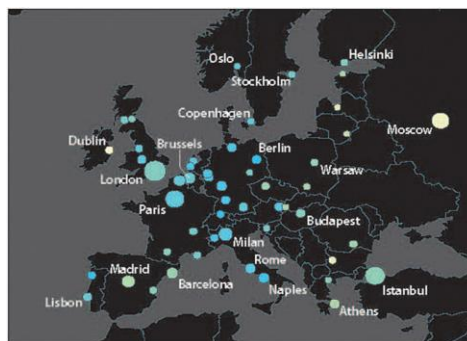 Oslo
Helsinki
Stockholm
Copenhagen
Moscow
Dublin
Brussels
Berlin
London
Warsaw
Paris
Budapest
Milan
Rome
Madrid
Istanbul
Barcelona
Naples
Lisbon
Athens